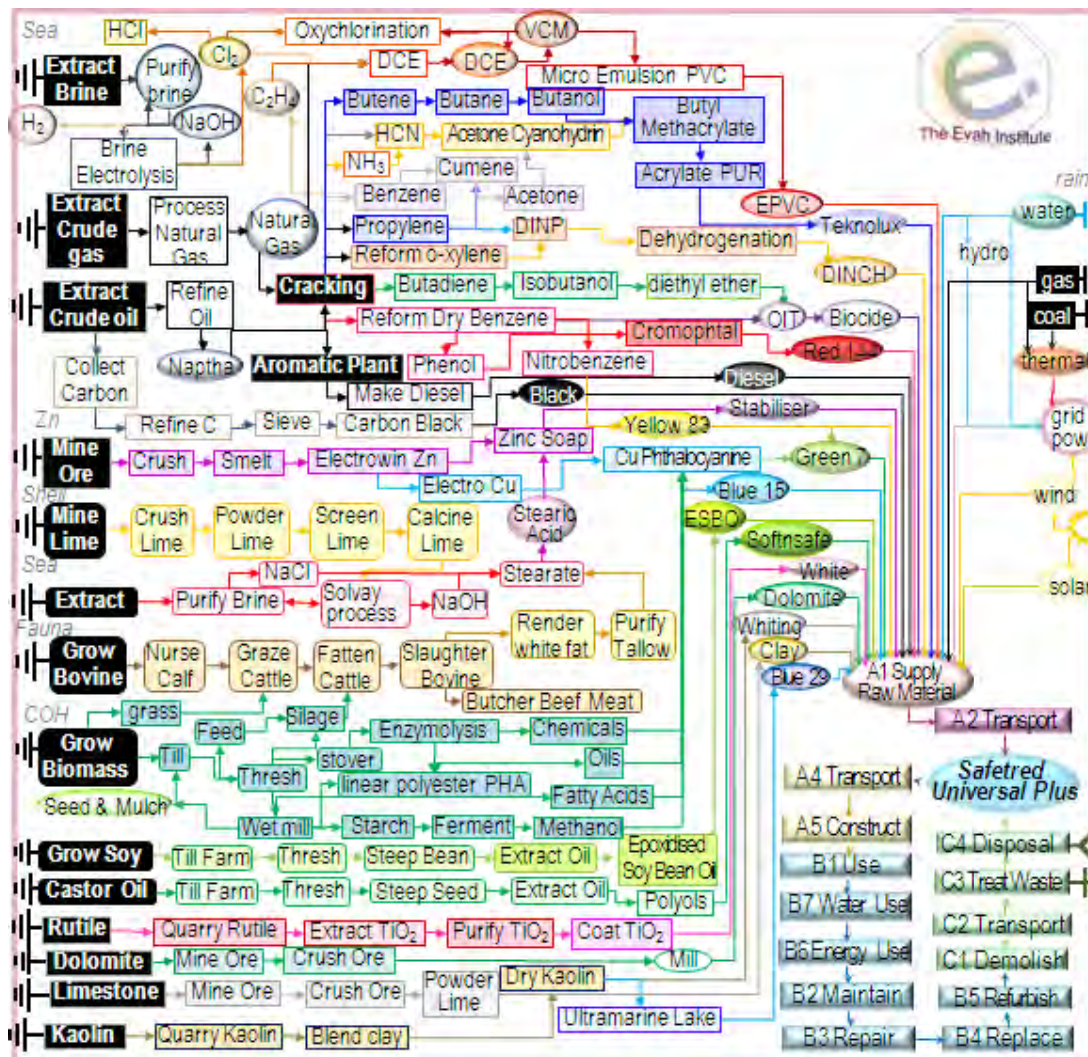 Sea
HCl
Cl2
Oxychlorination
VCM
Extract
Brine
Purify
brine
C2H4
DCE
DCE
Micro Emulsion PVC
H2
NaOH
Butene
Butane
Butanol
Butyl
Methacrylate
The Evah Institute
Brine
Electrolysis
HCN
Acetone Cyanohydrin
NH3
Cumene
Acrylate PUR
rain
Benzene
Acetone
EPVC
water
Extract
Crude
gas
Process
Natural
Gas
Natural
Gas
Propylene
DINP
Teknolux
Reform o-xylene
Dehydrogenation
hydro
DINCH
gas
Extract
Crude oil
Refine
Oil
Cracking
Butadiene
Isobutanol
diethyl ether
coal
Reform Dry Benzene
OIT
Biocide
Cromophtal
Red
Naptha
Aromatic Plant
Phenol
Nitrobenzene
therma
Collect
Carbon
Make Diesel
Black
Diesel
Zn
Refine C
Sieve
Carbon Black
Stabiliser
grid
pow
Yellow 83
Mine
Ore
Crush
Smelt
Electrowin Zn
Zinc Soap
Cu Phthalocyanine
Green 7
Electro Cu
Blue 15
wind
Shell
Mine
Lime
Crush
Lime
Powder
Lime
Screen
Lime
Calcine
Lime
Stearic
Acid
ESBO
Softnsafe
Sea
NaCl
Stearate
White
solar
Extract
Purify Brine
Solvay
process
NaOH
Dolomite
Fauna
Render
white fat
Purify
Tallow
Whiting
Grow
Bovine
Nurse
Calf
Graze
Cattle
Fatten
Cattle
Slaughter
Bovine
Clay
Blue 29
A1 Supply
Raw Material
Butcher Beef Meat
COH
grass
Silage
A2 Transport
Grow
Biomass
Feed
Enzymolysis
Chemicals
Till
stover
Oils
Thresh
linear polyester PHA
A4 Transport
Safetred
Universal Plus
Seed & Mulch
Fatty Acids
Wet mill
Starch
Ferment
Methanol
A5 Construct
C4 Disposal
Grow Soy
Till Farm
Thresh
Steep Bean
Extract Oil
Epoxidised
Soy Bean Oil
B1 Use
C3 Treat Waste
Castor Oil
Till Farm
Thresh
Steep Seed
Extract Oil
Polyols
B7 Water Use
C2 Transport
Rutile
Quarry Rutile
Extract TiO2
Purify TiO2
Coat TiO2
B6 Energy Use
C1 Demolish
Dolomite
Mine Ore
Crush Ore
Mill
Limestone
Mine Ore
Crush Ore
Powder
Lime
Dry Kaolin
B2 Maintain
B5 Refurbish
Ultramarine Lake
Kaolin
Quarry Kaolin
Blend clay
B3 Repair
B4 Replace